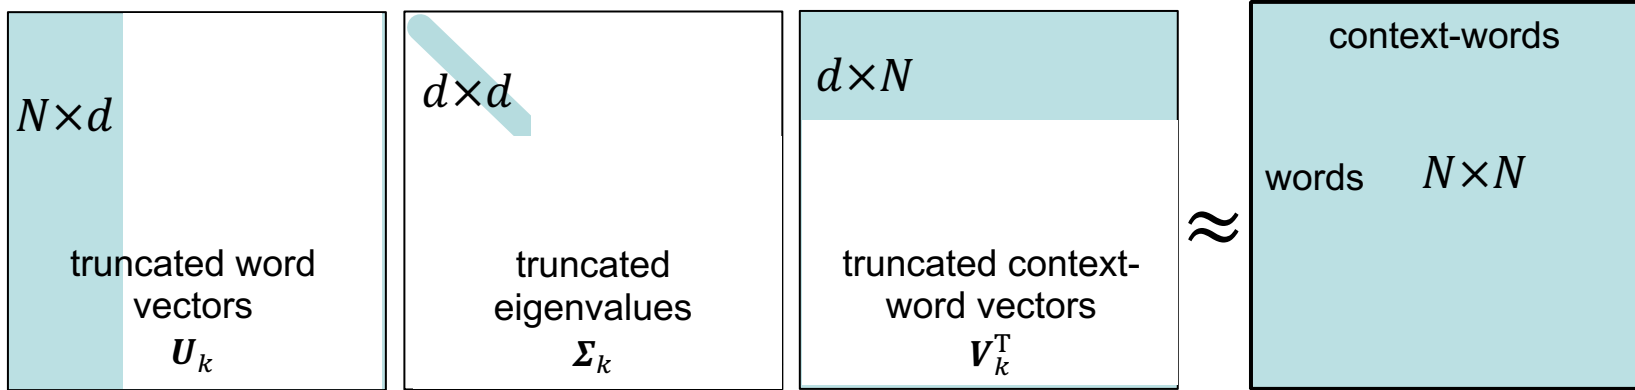 N×d
truncated word
vectors
U_k
d×d
truncated
eigenvalues
Σ_k
d×N
truncated context-
word vectors
V_k^T
≈
context-words
words N×N